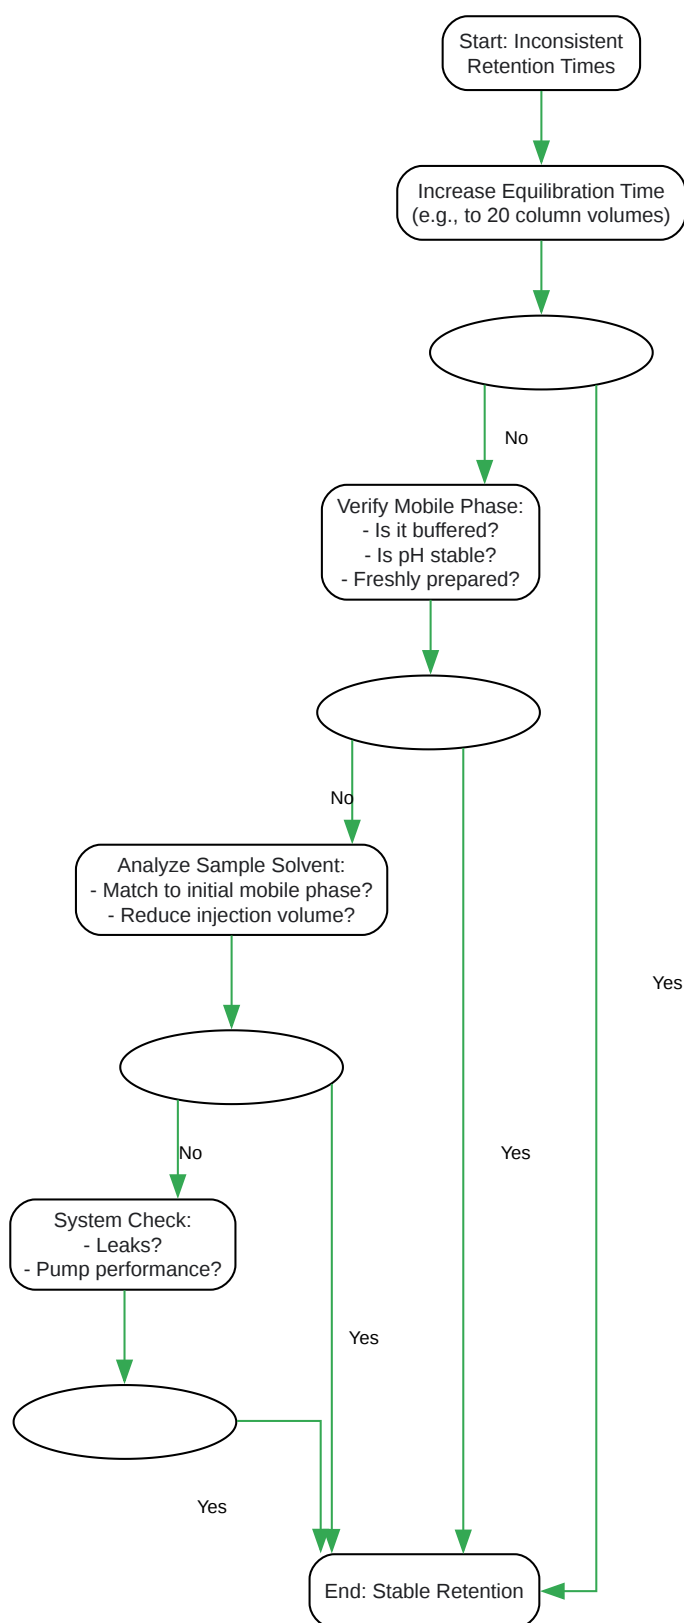 Start: Inconsistent
Retention Times
Increase Equilibration Time
(e.g., to 20 column volumes)
No
Verify Mobile Phase:
- Is it buffered?
- Is pH stable?
- Freshly prepared?
No
Analyze Sample Solvent:
- Match to initial mobile phase?
- Reduce injection volume?
Yes
No
Yes
System Check:
- Leaks?
- Pump performance?
Yes
Yes
End: Stable Retention